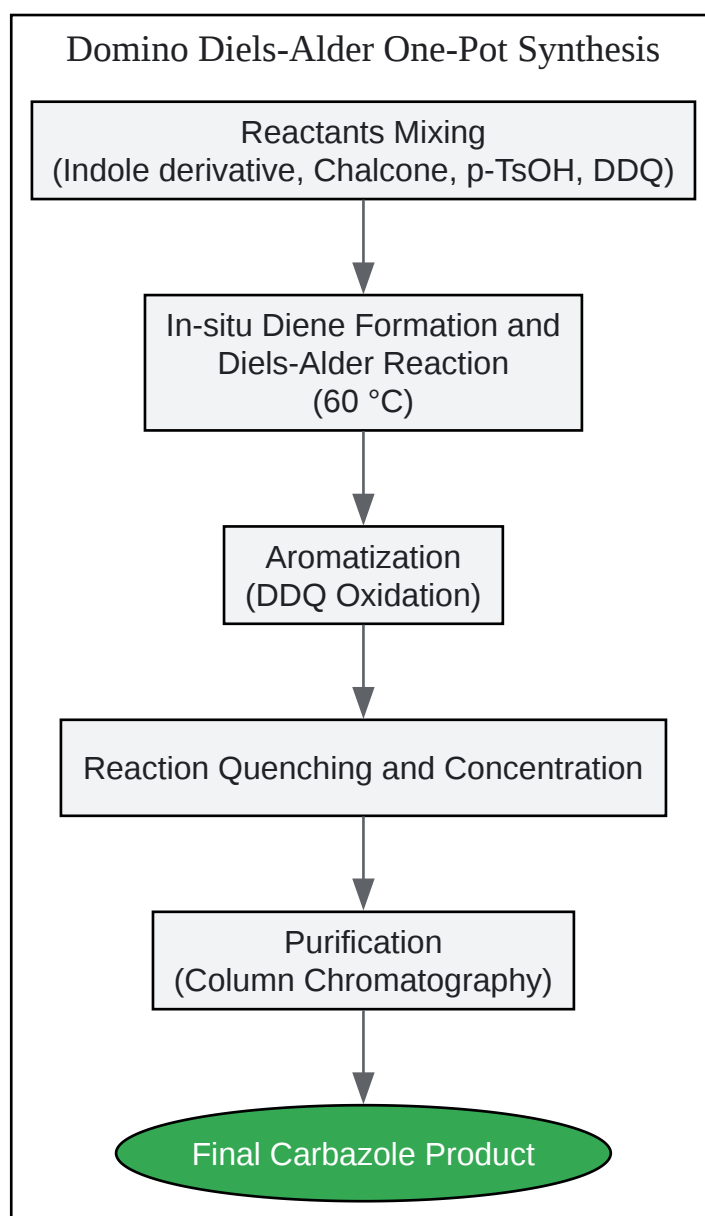 Domino Diels-Alder One-Pot Synthesis
Reactants Mixing
(Indole derivative, Chalcone, p-TsOH, DDQ)
In-situ Diene Formation and
Diels-Alder Reaction
(60 °C)
Aromatization
(DDQ Oxidation)
Reaction Quenching and Concentration
Purification
(Column Chromatography)
Final Carbazole Product